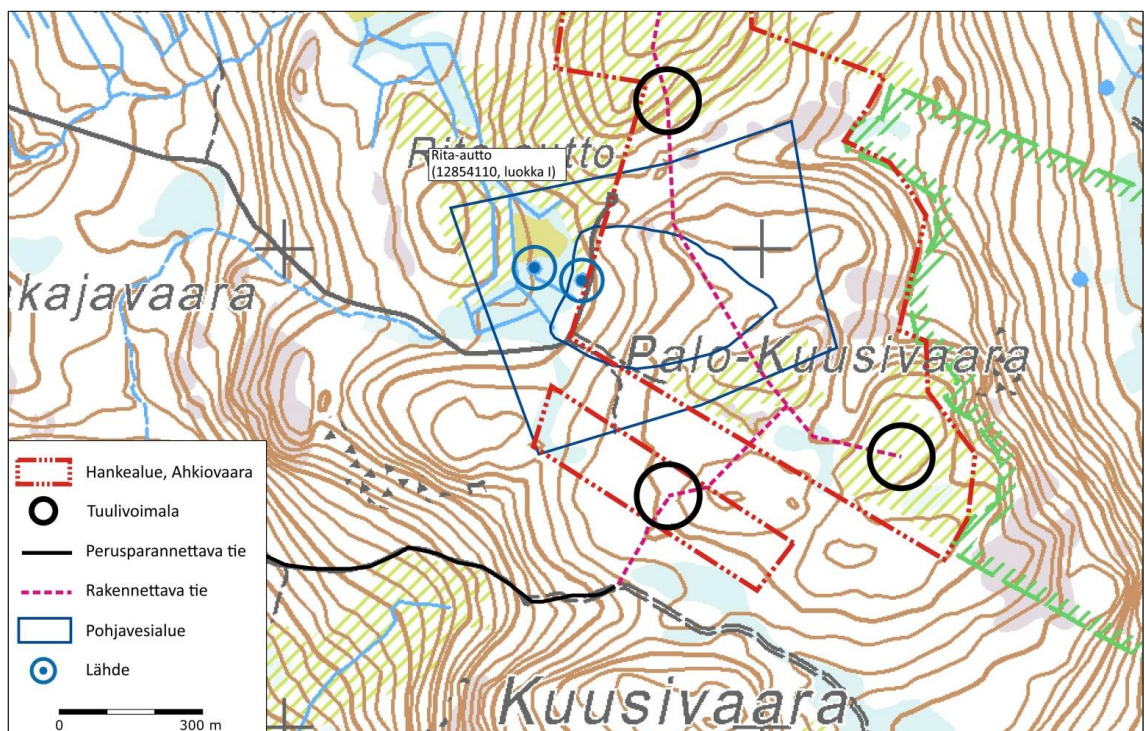 Rita-autto
Rita-autto
(12854110, luokka I)
kajavaara
Palo-Kuusivaara
Hankealue, Ahkiovaara
Tuulivoimala
Perusparannettava tie
Rakennettava tie
Pohjavesialue
Lähde
0 300 m
Kuusivaara